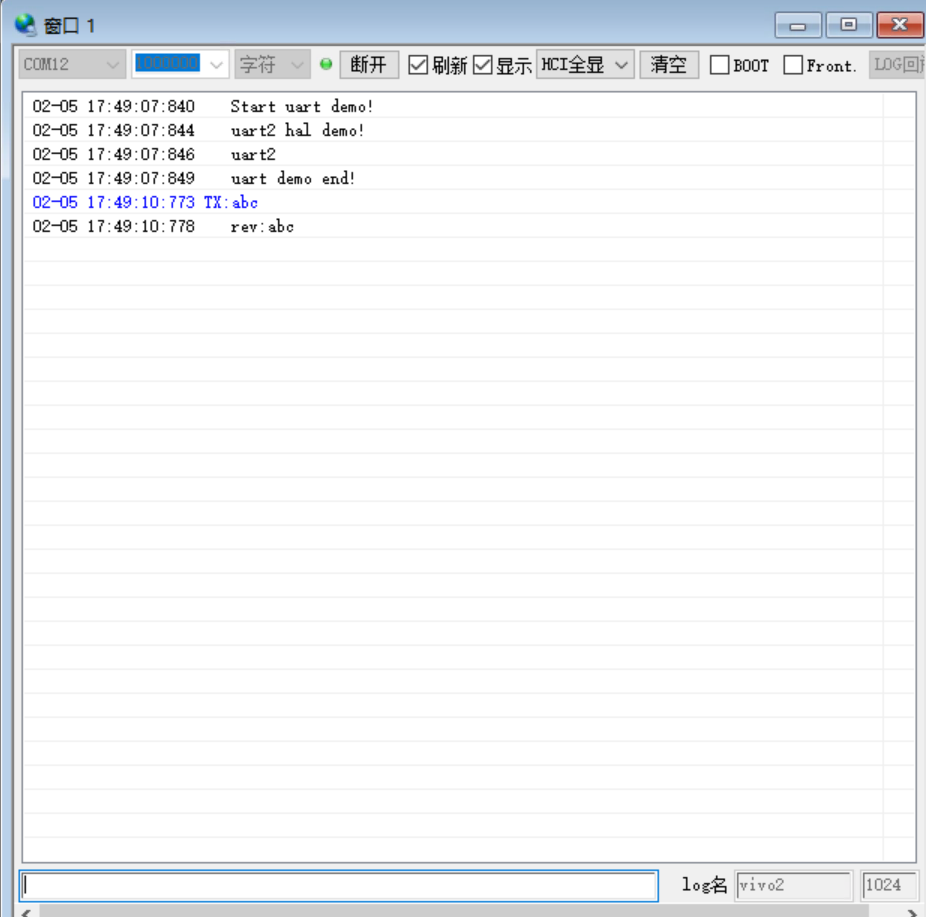 窗口 1
COM12 1000000 字符 断开 刷新 显示 HCI全显 清空 BOOT Front. LOG回
02-05 17:49:07:840 Start uart demo!
02-05 17:49:07:844 uart2 hal demo!
02-05 17:49:07:846 uart2
02-05 17:49:07:849 uart demo end!
02-05 17:49:10:773 TX:abc
02-05 17:49:10:778 rev:abc
log名 vivo2 1024